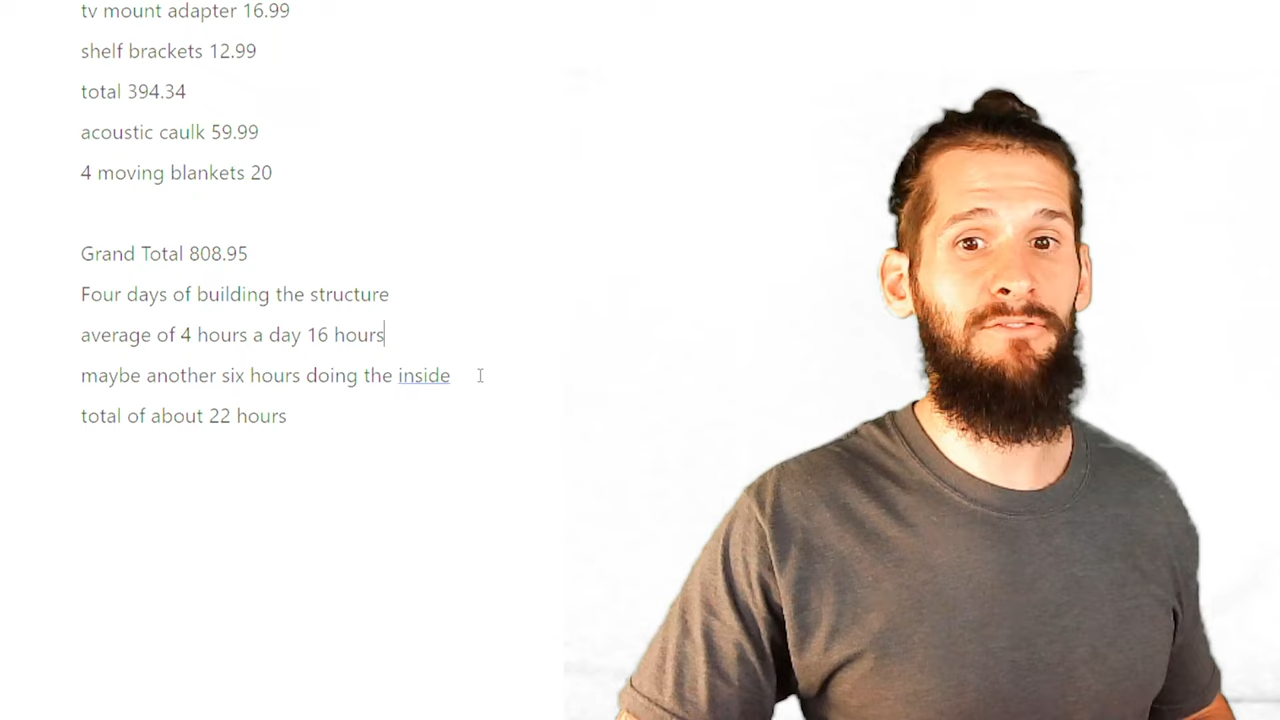 tv mount adapter 16.99
shelf brackets 12.99
total 394.34
acoustic caulk 59.99
4 moving blankets 20
Grand Total 808.95
Four days of building the structure
average of 4 hours a day 16 hours
maybe another six hours doing the inside
total of about 22 hours